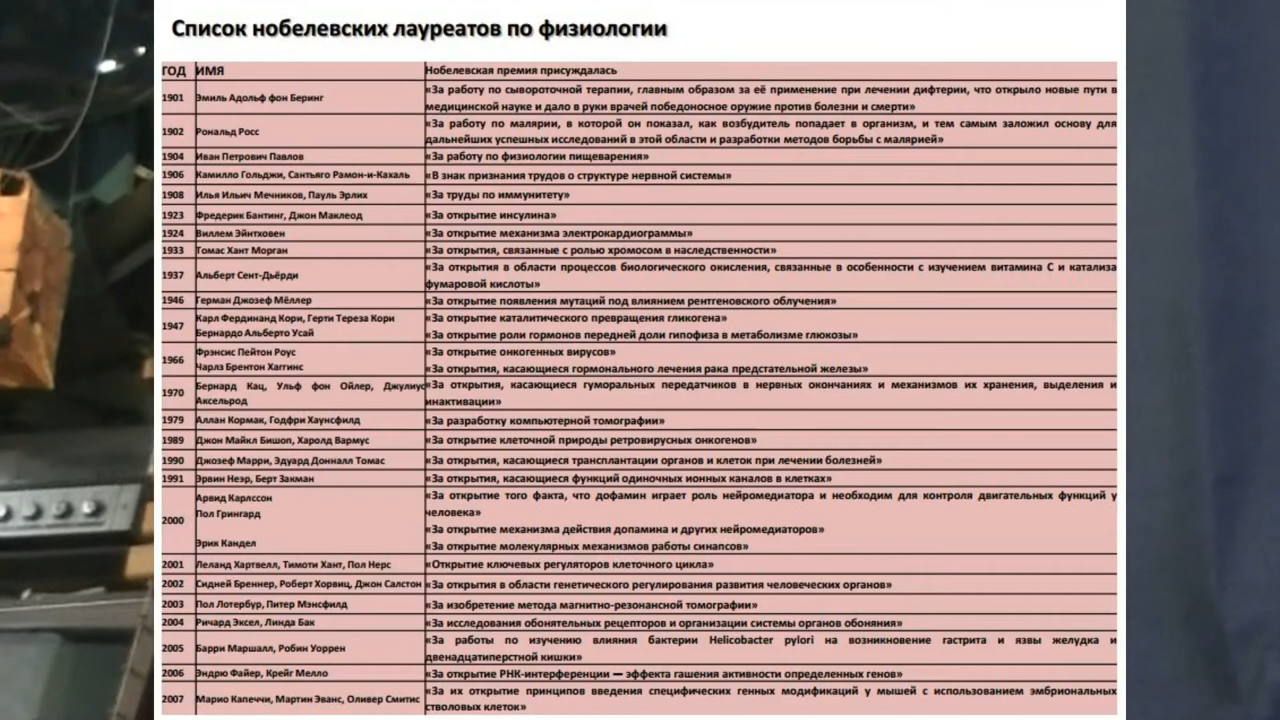 Список нобелевских лауреатов по физиологии
ГОД ИМЯ Нобелевская премия присуждалась
1901 Эмиль Адольф фон Беринг «За работу по сывороточной терапии, главным образом за её применение при лечении дифтерии, что открыло новые пути в
медицинской науке и дало в руки врачей победоносное оружие против болезни и смерти»
1902 Рональд Росс «За работу по малярии, в которой он показал, как возбудитель попадает в организм, и тем самым заложил основу для
дальнейших успешных исследований в этой области и разработки методов борьбы с малярией»
1904 Иван Петрович Павлов «За работу по физиологии пищеварения»
1906 Камилло Гольджи, Сантьяго Рамон-и-Кахаль «В знак признания трудов о структуре нервной системы»
1908 Илья Ильич Мечников, Пауль Эрлих «За труды по иммунитету»
1923 Фредерик Бантинг, Джон Маклеод «За открытие инсулина»
1924 Виллем Эйнтховен «За открытие механизма электрокардиограммы»
1933 Томас Хант Морган «За открытия, связанные с ролью хромосом в наследственности»
1937 Альберт Сент-Дьёрди «За открытия в области процессов биологического окисления, связанные в особенности с изучением витамина C и катализа
фумаровой кислоты»
1946 Герман Джозеф Мёллер «За открытие появления мутаций под влиянием рентгеновского облучения»
1947 Карл Фердинанд Кори, Герти Тереза Кори «За открытие каталитического превращения гликогена»
Бернардо Альберто Усай «За открытие роли гормонов передней доли гипофиза в метаболизме глюкозы»
1966 Фрэнсис Пейтон Роус «За открытие онкогенных вирусов»
Чарлз Брентон Хаггинс «За открытия, касающиеся гормонального лечения рака предстательной железы»
1970 Бернард Кац, Ульф фон Ойлер, Джулиус «За открытия, касающиеся гуморальных передатчиков в нервных окончаниях и механизмов их хранения, выделения и
Аксельрод инактивации»
1979 Аллан Кормак, Годфри Хаунсфилд «За разработку компьютерной томографии»
1989 Джон Майкл Бишоп, Харолд Вармус «За открытие клеточной природы ретровирусных онкогенов»
1990 Джозеф Марри, Эдуард Донналл Томас «За открытия, касающиеся трансплантации органов и клеток при лечении болезней»
1991 Эрвин Неэр, Берт Закман «За открытия, касающиеся функций одиночных ионных каналов в клетках»
2000 Арвид Карлссон «За открытие того факта, что дофамин играет роль нейромедиатора и необходим для контроля двигательных функций у
Пол Грингард человека»
«За открытие механизма действия допамина и других нейромедиаторов»
Эрик Кандел «За открытие молекулярных механизмов работы синапсов»
2001 Леланд Хартвелл, Тимоти Хант, Пол Нерс «Открытие ключевых регуляторов клеточного цикла»
2002 Сидней Бреннер, Роберт Хорвиц, Джон Салстон «За открытия в области генетического регулирования развития человеческих органов»
2003 Пол Лотербур, Питер Мэнсфилд «За изобретение метода магнитно-резонансной томографии»
2004 Ричард Эксел, Линда Бак «За исследования обонятельных рецепторов и организации системы органов обоняния»
2005 Барри Маршалл, Робин Уоррен «За работы по изучению влияния бактерии Helicobacter pylori на возникновение гастрита и язвы желудка и
двенадцатиперстной кишки»
2006 Эндрю Файер, Крейг Мелло «За открытие РНК-интерференции — эффекта гашения активности определенных генов»
2007 Марио Капеччи, Мартин Эванс, Оливер Смитис «За их открытие принципов введения специфических генных модификаций у мышей с использованием эмбриональных
стволовых клеток»